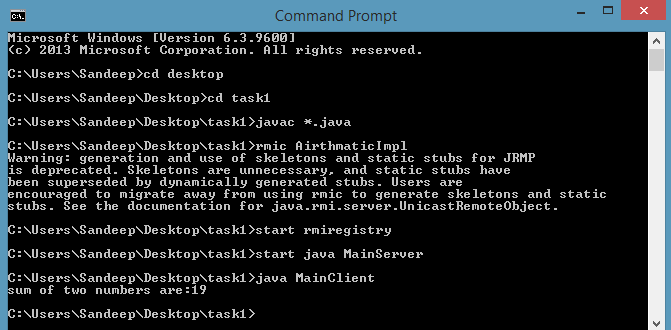 Command Prompt
Microsoft Windows [Version 6.3.9600]
(c) 2013 Microsoft Corporation. All rights reserved.
C:\Users\Sandeep>cd desktop
C:\Users\Sandeep\Desktop>cd task1
C:\Users\Sandeep\Desktop\task1>javac *.java
C:\Users\Sandeep\Desktop\task1>rmic AirthmaticImpl
Warning: generation and use of skeletons and static stubs for JRMP
is deprecated. Skeletons are unnecessary, and static stubs have
been superseded by dynamically generated stubs. Users are
encouraged to migrate away from using rmic to generate skeletons and static
stubs. See the documentation for java.rmi.server.UnicastRemoteObject.
C:\Users\Sandeep\Desktop\task1>start rmiregistry
C:\Users\Sandeep\Desktop\task1>start java MainServer
C:\Users\Sandeep\Desktop\task1>java MainClient
sum of two numbers are:19
C:\Users\Sandeep\Desktop\task1>